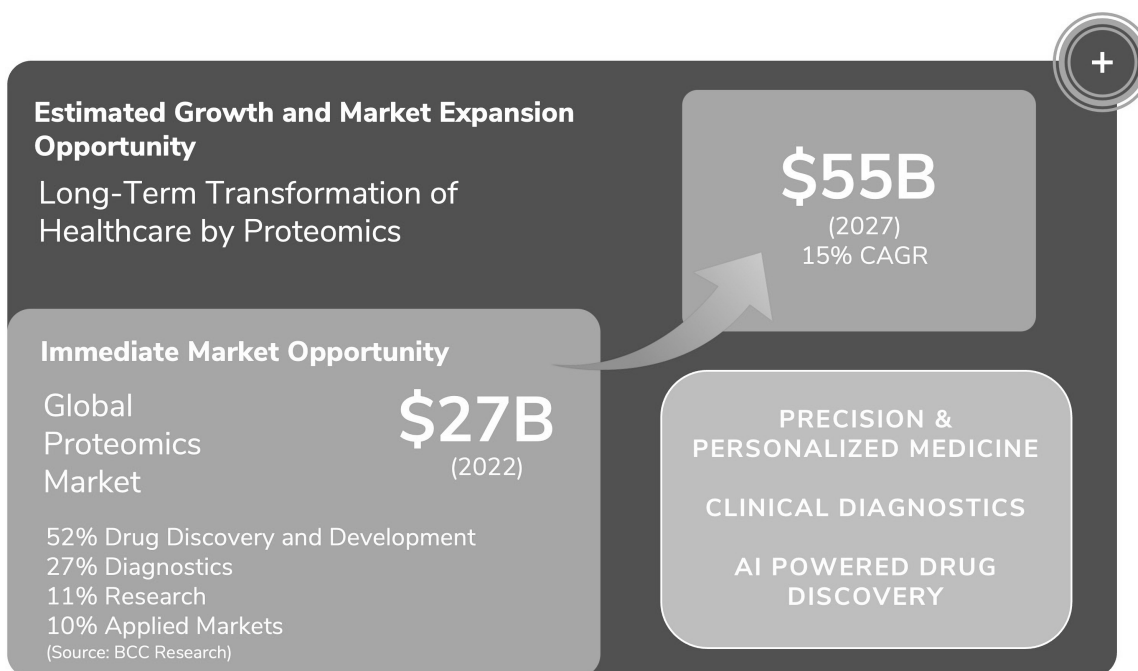 Estimated Growth and Market Expansion
Opportunity
Long-Term Transformation of
Healthcare by Proteomics
$55B
(2027)
15% CAGR
Immediate Market Opportunity
Global
Proteomics
Market
$27B
(2022)
52% Drug Discovery and Development
27% Diagnostics
11% Research
10% Applied Markets
(Source: BCC Research)
PRECISION &
PERSONALIZED MEDICINE
CLINICAL DIAGNOSTICS
AI POWERED DRUG
DISCOVERY